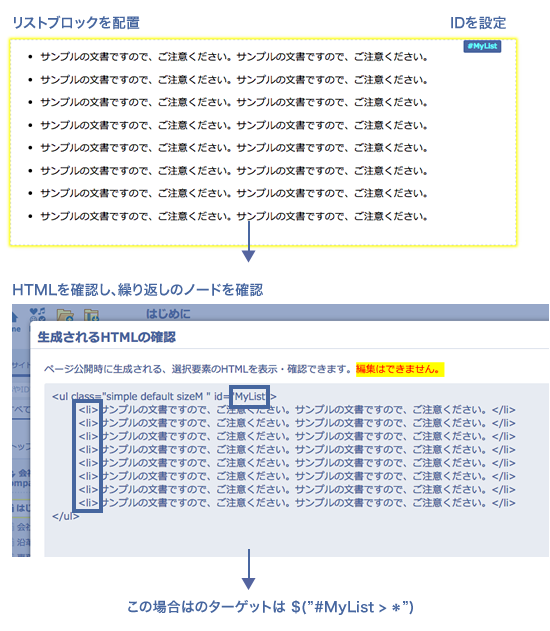 リストブロックを配置
IDを設定
#MyList
• サンプルの文書ですので、ご注意ください。サンプルの文書ですので、ご注意ください。
• サンプルの文書ですので、ご注意ください。サンプルの文書ですので、ご注意ください。
• サンプルの文書ですので、ご注意ください。サンプルの文書ですので、ご注意ください。
• サンプルの文書ですので、ご注意ください。サンプルの文書ですので、ご注意ください。
• サンプルの文書ですので、ご注意ください。サンプルの文書ですので、ご注意ください。
• サンプルの文書ですので、ご注意ください。サンプルの文書ですので、ご注意ください。
• サンプルの文書ですので、ご注意ください。サンプルの文書ですので、ご注意ください。
• サンプルの文書ですので、ご注意ください。サンプルの文書ですので、ご注意ください。
HTMLを確認し、繰り返しのノードを確認
はじめに
生成されるHTMLの確認
ページ公開時に生成される、選択要素のHTMLを表示・確認できます。編集はできません。
<ul class="simple default sizeM " id="MyList">
<li>サンプルの文書ですので、ご注意ください。サンプルの文書ですので、ご注意ください。</li>
<li>サンプルの文書ですので、ご注意ください。サンプルの文書ですので、ご注意ください。</li>
<li>サンプルの文書ですので、ご注意ください。サンプルの文書ですので、ご注意ください。</li>
<li>サンプルの文書ですので、ご注意ください。サンプルの文書ですので、ご注意ください。</li>
<li>サンプルの文書ですので、ご注意ください。サンプルの文書ですので、ご注意ください。</li>
<li>サンプルの文書ですので、ご注意ください。サンプルの文書ですので、ご注意ください。</li>
<li>サンプルの文書ですので、ご注意ください。サンプルの文書ですので、ご注意ください。</li>
<li>サンプルの文書ですので、ご注意ください。サンプルの文書ですので、ご注意ください。</li>
</ul>
この場合はのターゲットは $("#MyList > *")